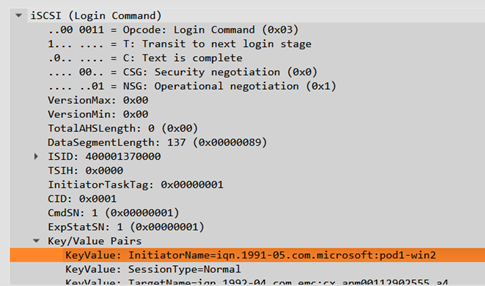 iSCSI (Login Command)
..00 0011 = Opcode: Login Command (0x03)
1... .... = T: Transit to next login stage
.0.. .... = C: Text is complete
.... 00.. = CSG: Security negotiation (0x0)
.... ..01 = NSG: Operational negotiation (0x1)
VersionMax: 0x00
VersionMin: 0x00
TotalAHSLength: 0 (0x00)
DataSegmentLength: 137 (0x00000089)
ISID: 400001370000
TSIH: 0x0000
InitiatorTaskTag: 0x00000001
CID: 0x0001
CmdSN: 1 (0x00000001)
ExpStatSN: 1 (0x00000001)
Key/Value Pairs
KeyValue: InitiatorName=iqn.1991-05.com.microsoft:pod1-win2
KeyValue: SessionType=Normal
KeyValue: TargetName=iqn.1992-04.com.emc:cx.apm00112902555.a4